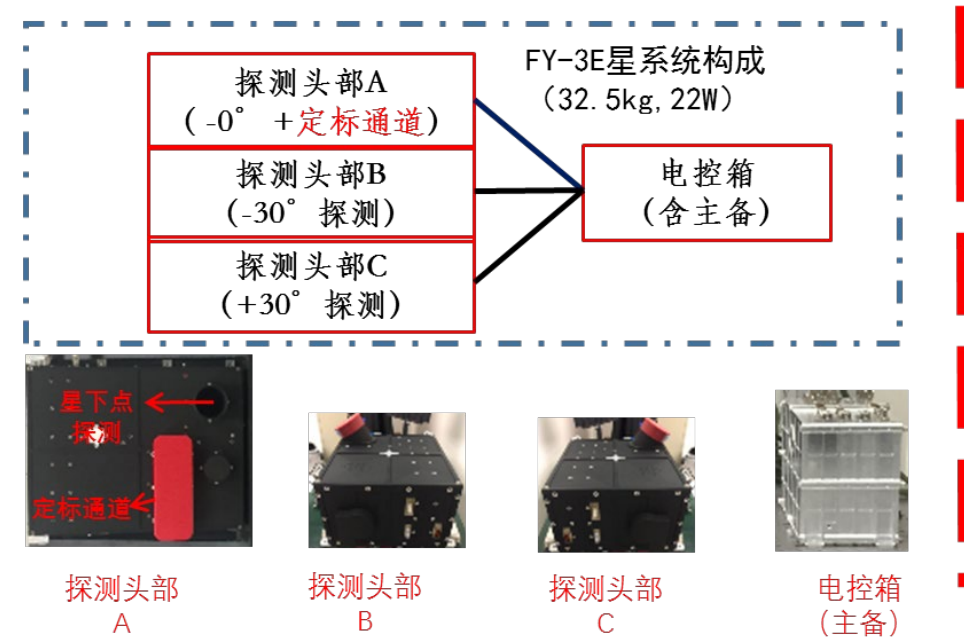 探测头部A
(-0° +定标通道)
探测头部B
(-30°探测)
探测头部C
(+30° 探测)
FY-3E星系统构成
(32.5kg,22W)
电控箱
(含主备)
星下点
探测
定标通道
探测头部
A
探测头部
B
探测头部
C
电控箱
(主备)